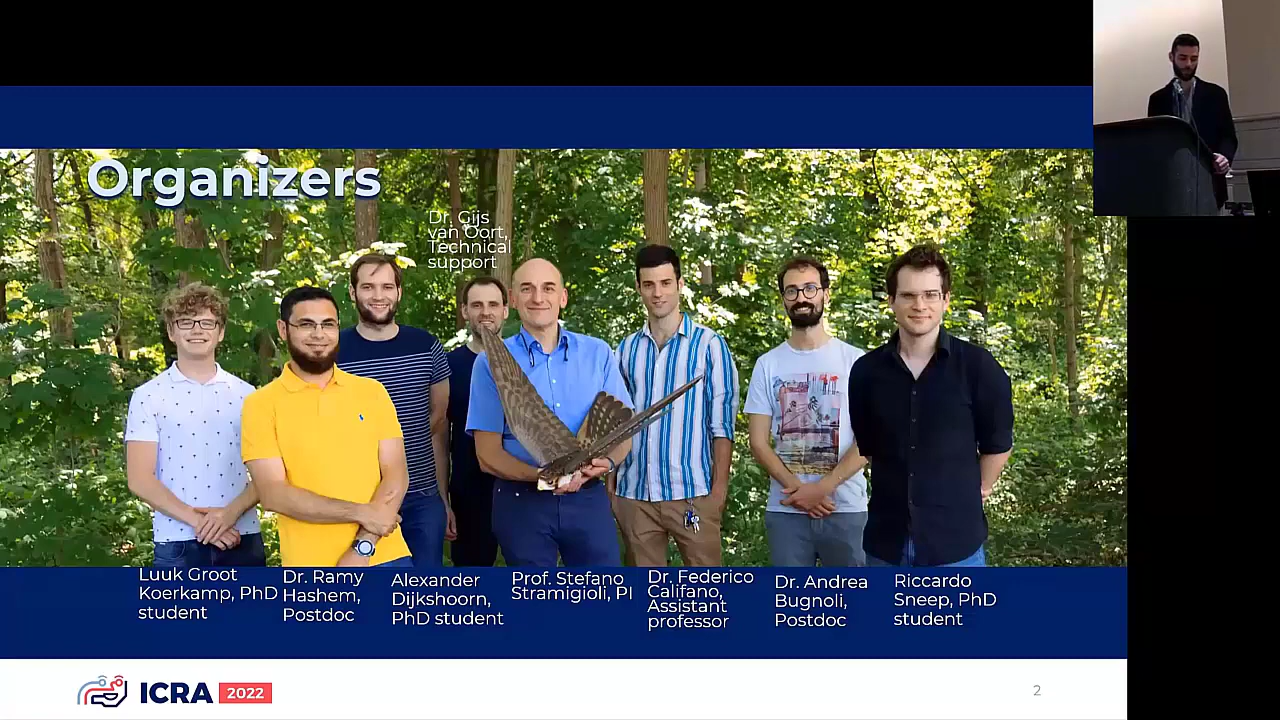 Organizers
Dr. Gijs
van Oort,
Technical
support
Luuk Groot
Koerkamp, PhD
student
Dr. Ramy
Hashem,
Postdoc
Alexander
Dijkshoorn,
PhD student
Prof. Stefano
Stramigioli, PI
Dr. Federico
Califano,
Assistant
professor
Dr. Andrea
Bugnoli,
Postdoc
Riccardo
Sneep, PhD
student
ICRA 2022
2